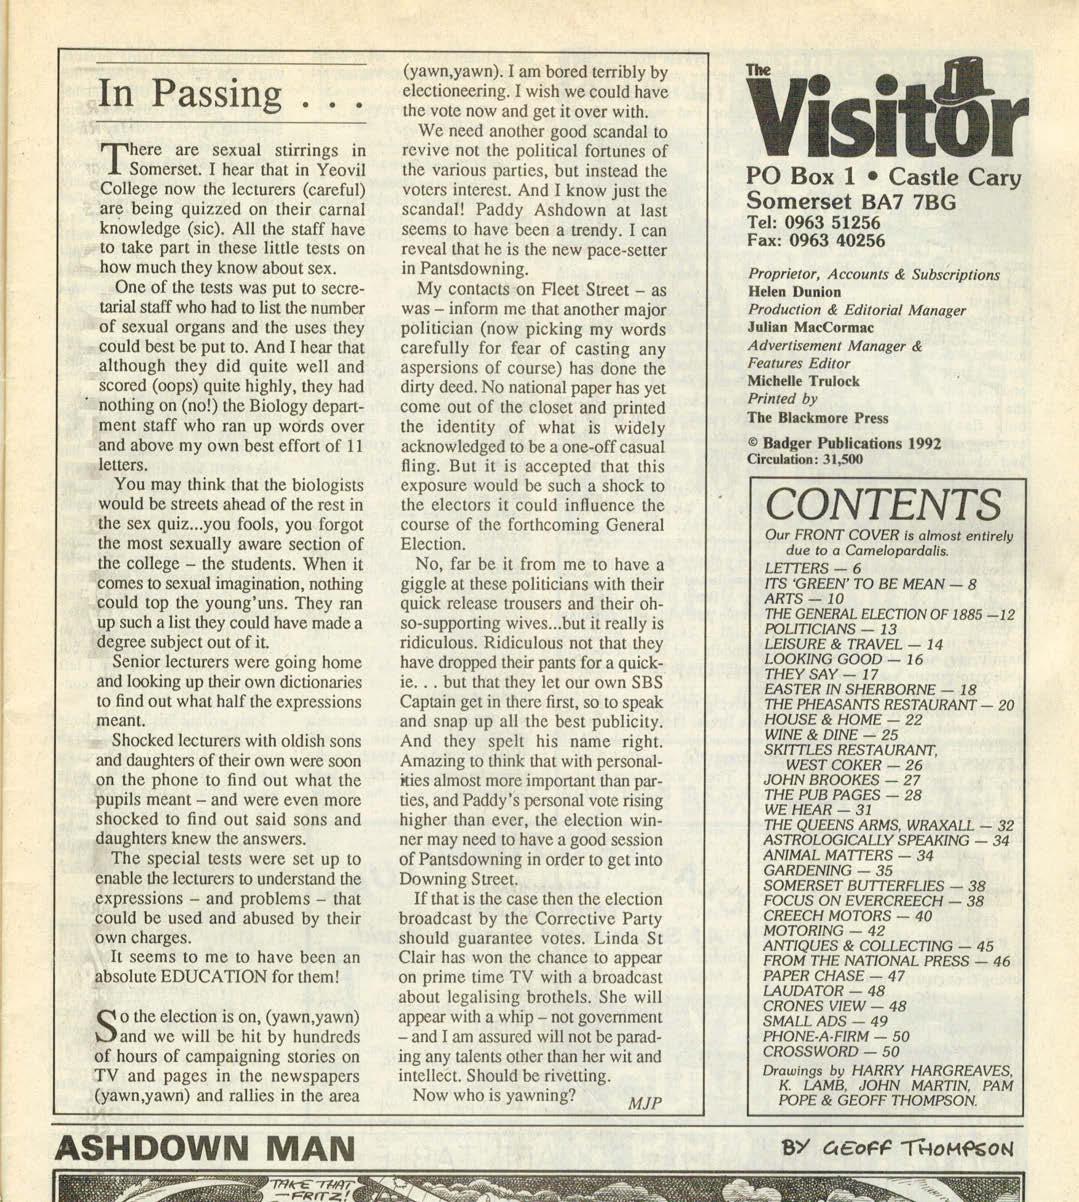 In Passing . . .
There are sexual stirrings in
Somerset. I hear that in Yeovil
College now the lecturers (careful)
are being quizzed on their carnal
knowledge (sic). All the staff have
to take part in these little tests on
how much they know about sex.
One of the tests was put to secre-
tarial staff who had to list the number
of sexual organs and the uses they
could best be put to. And I hear that
although they did quite well and
scored (oops) quite highly, they had
nothing on (no!) the Biology depart-
ment staff who ran up words over
and above my own best effort of 11
letters.
You may think that the biologists
would be streets ahead of the rest in
the sex quiz...you fools, you forgot
the most sexually aware section of
the college – the students. When it
comes to sexual imagination, nothing
could top the young'uns. They ran
up such a list they could have made a
degree subject out of it.
Senior lecturers were going home
and looking up their own dictionaries
to find out what half the expressions
meant.
Shocked lecturers with oldish sons
and daughters of their own were soon
on the phone to find out what the
pupils meant – and were even more
shocked to find out said sons and
daughters knew the answers.
The special tests were set up to
enable the lecturers to understand the
expressions – and problems – that
could be used and abused by their
own charges.
It seems to me to have been an
absolute EDUCATION for them!
So the election is on, (yawn,yawn)
and we will be hit by hundreds
of hours of campaigning stories on
TV and pages in the newspapers
(yawn,yawn) and rallies in the area
(yawn,yawn). I am bored terribly by
electioneering. I wish we could have
the vote now and get it over with.
We need another good scandal to
revive not the political fortunes of
the various parties, but instead the
voters interest. And I know just the
scandal! Paddy Ashdown at last
seems to have been a trendy. I can
reveal that he is the new pace-setter
in Pantsdowning.
My contacts on Fleet Street – as
was – inform me that another major
politician (now picking my words
carefully for fear of casting any
aspersions of course) has done the
dirty deed. No national paper has yet
come out of the closet and printed
the identity of what is widely
acknowledged to be a one-off casual
fling. But it is accepted that this
exposure would be such a shock to
the electors it could influence the
course of the forthcoming General
Election.
No, far be it from me to have a
giggle at these politicians with their
quick release trousers and their oh-
so-supporting wives...but it really is
ridiculous. Ridiculous not that they
have dropped their pants for a quick-
ie. . . but that they let our own SBS
Captain get in there first, so to speak
and snap up all the best publicity.
And they spelt his name right.
Amazing to think that with personal-
ities almost more important than par-
ties, and Paddy's personal vote rising
higher than ever, the election win-
ner may need to have a good session
of Pantsdowning in order to get into
Downing Street.
If that is the case then the election
broadcast by the Corrective Party
should guarantee votes. Linda St
Clair has won the chance to appear
on prime time TV with a broadcast
about legalising brothels. She will
appear with a whip – not government
– and I am assured will not be parad-
ing any talents other than her wit and
intellect. Should be rivetting.
Now who is yawning?
MJP
The
Visitor
PO Box 1 • Castle Cary
Somerset BA7 7BG
Tel: 0963 51256
Fax: 0963 40256
Proprietor, Accounts & Subscriptions
Helen Dunion
Production & Editorial Manager
Julian MacCormac
Advertisement Manager &
Features Editor
Michelle Trulock
Printed by
The Blackmore Press
© Badger Publications 1992
Circulation: 31,500
CONTENTS
Our FRONT COVER is almost entirely
due to a Camelopardalis.
LETTERS — 6
ITS 'GREEN' TO BE MEAN — 8
ARTS — 10
THE GENERAL ELECTION OF 1885 —12
POLITICIANS — 13
LEISURE & TRAVEL — 14
LOOKING GOOD — 16
THEY SAY — 17
EASTER IN SHERBORNE — 18
THE PHEASANTS RESTAURANT — 20
HOUSE & HOME — 22
WINE & DINE — 25
SKITTLES RESTAURANT,
WEST COKER — 26
JOHN BROOKES — 27
THE PUB PAGES — 28
WE HEAR — 31
THE QUEENS ARMS, WRAXALL — 32
ASTROLOGICALLY SPEAKING — 34
ANIMAL MATTERS — 34
GARDENING — 35
SOMERSET BUTTERFLIES — 38
FOCUS ON EVERCREECH — 38
CREECH MOTORS — 40
MOTORING — 42
ANTIQUES & COLLECTING — 45
FROM THE NATIONAL PRESS — 46
PAPER CHASE — 47
LAUDATOR — 48
CRONES VIEW — 48
SMALL ADS — 49
PHONE-A-FIRM — 50
CROSSWORD — 50
Drawings by HARRY HARGREAVES,
K. LAMB, JOHN MARTIN, PAM
POPE & GEOFF THOMPSON.
ASHDOWN MAN
BY GEOFF THOMPSON
TAKE THAT
—FRITZ!